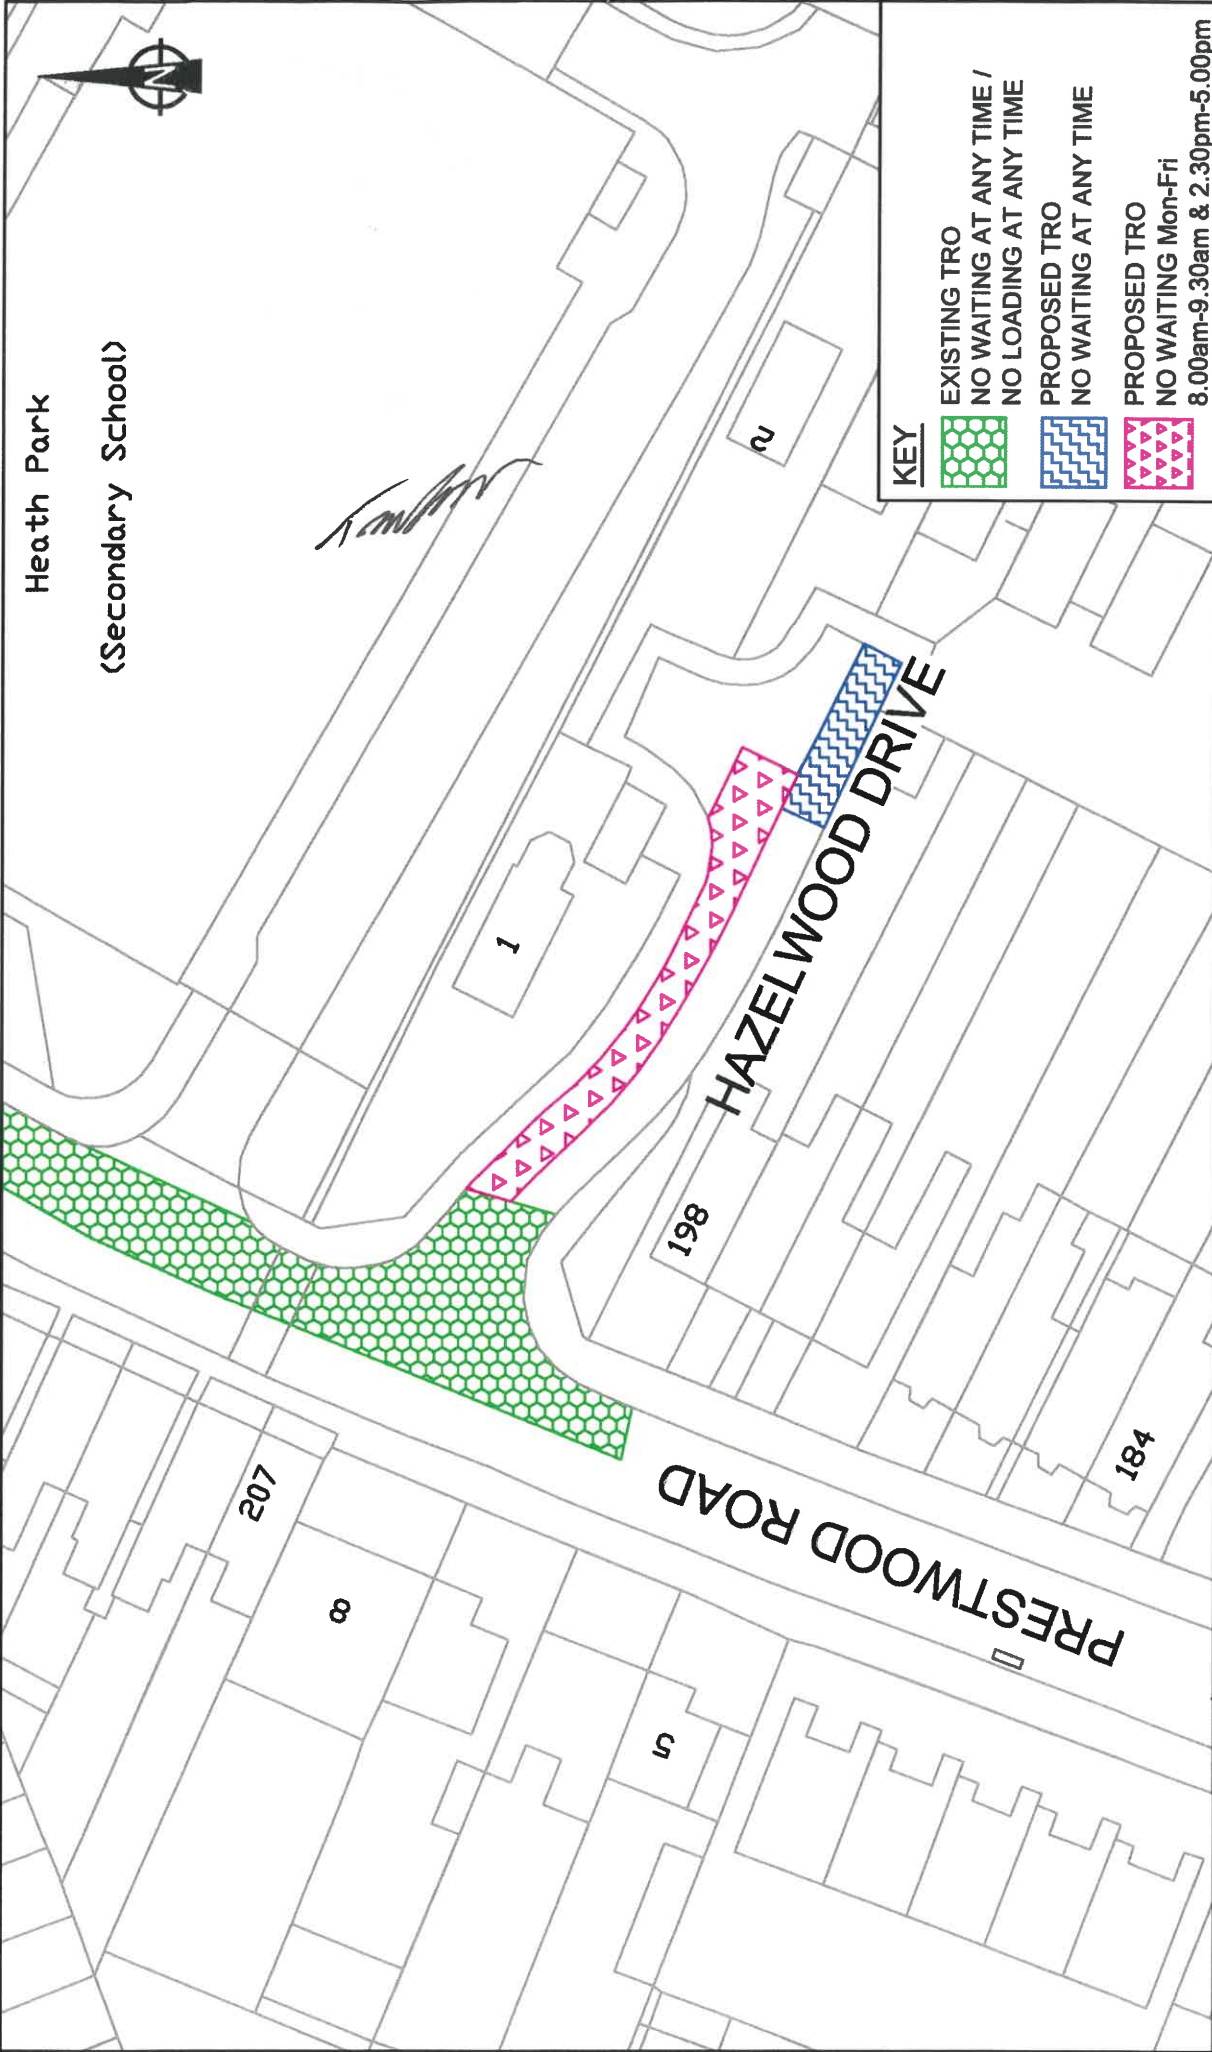 Heath Park
(Secondary School)
N
1
2
HAZELWOOD DRIVE
198
184
207
8
5
PRESTWOOD ROAD
KEY
EXISTING TRO
NO WAITING AT ANY TIME /
NO LOADING AT ANY TIME
PROPOSED TRO
NO WAITING AT ANY TIME
PROPOSED TRO
NO WAITING Mon-Fri
8.00am-9.30am & 2.30pm-5.00pm